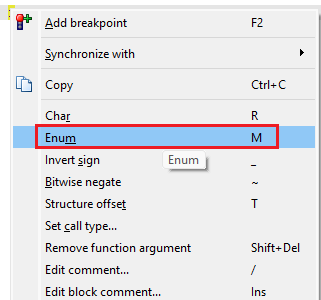 Add breakpoint F2
Synchronize with
Copy Ctrl+C
Char R
Enum M
Invert sign _
Enum
Bitwise negate ~
Structure offset T
Set call type...
Remove function argument Shift+Del
Edit comment... /
Edit block comment... Ins